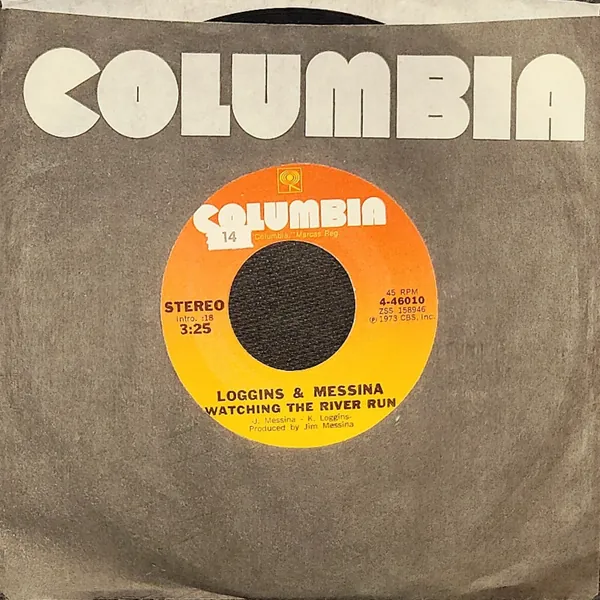 COLUMBIA
COLUMBIA
14
"Columbia," Marcas Reg.
STEREO
Intro. :18
3:25
45 RPM
4-46010
ZSS 158946
℗ 1973 CBS, Inc.
LOGGINS & MESSINA
WATCHING THE RIVER RUN
-J. Messina - K. Loggins-
Produced by Jim Messina